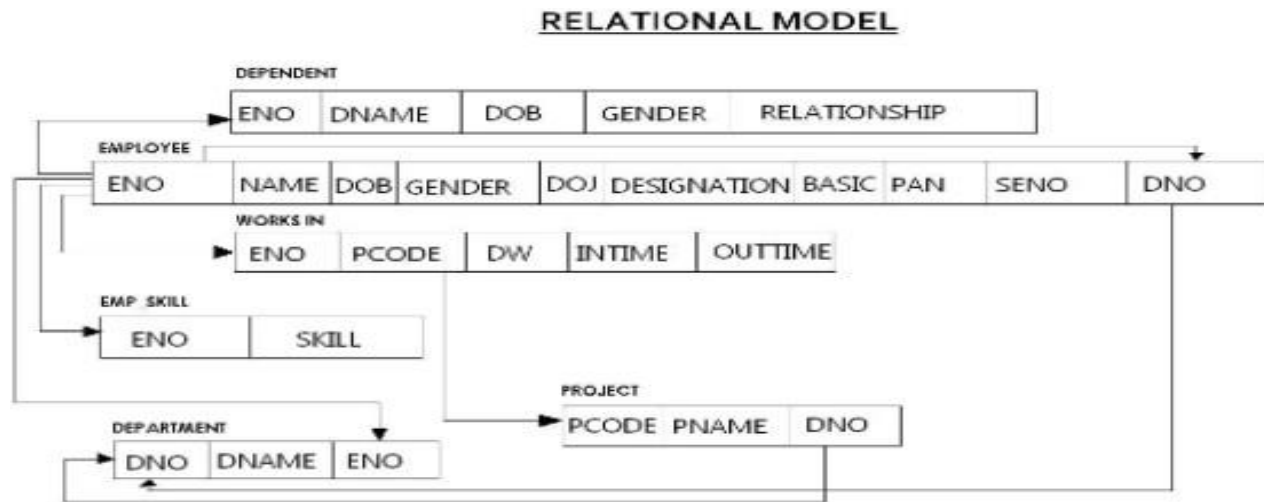 RELATIONAL MODEL
DEPENDENT
ENO DNAME DOB GENDER RELATIONSHIP
EMPLOYEE
ENO NAME DOB GENDER DOJ DESIGNATION BASIC PAN SENO DNO
WORKS IN
ENO PCODE DW INTIME OUTTIME
EMP SKILL
ENO SKILL
PROJECT
PCODE PNAME DNO
DEPARTMENT
DNO DNAME ENO